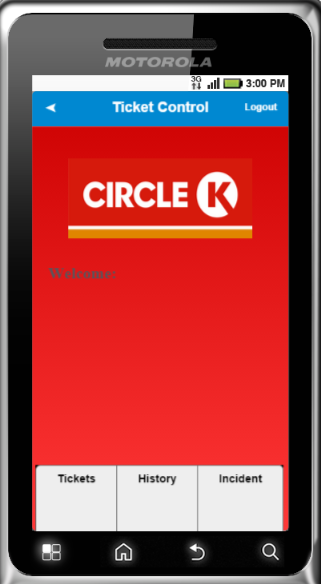 MOTOROLA
3G 3:00 PM
Ticket Control Logout
CIRCLE K
Welcome:
Tickets History Incident